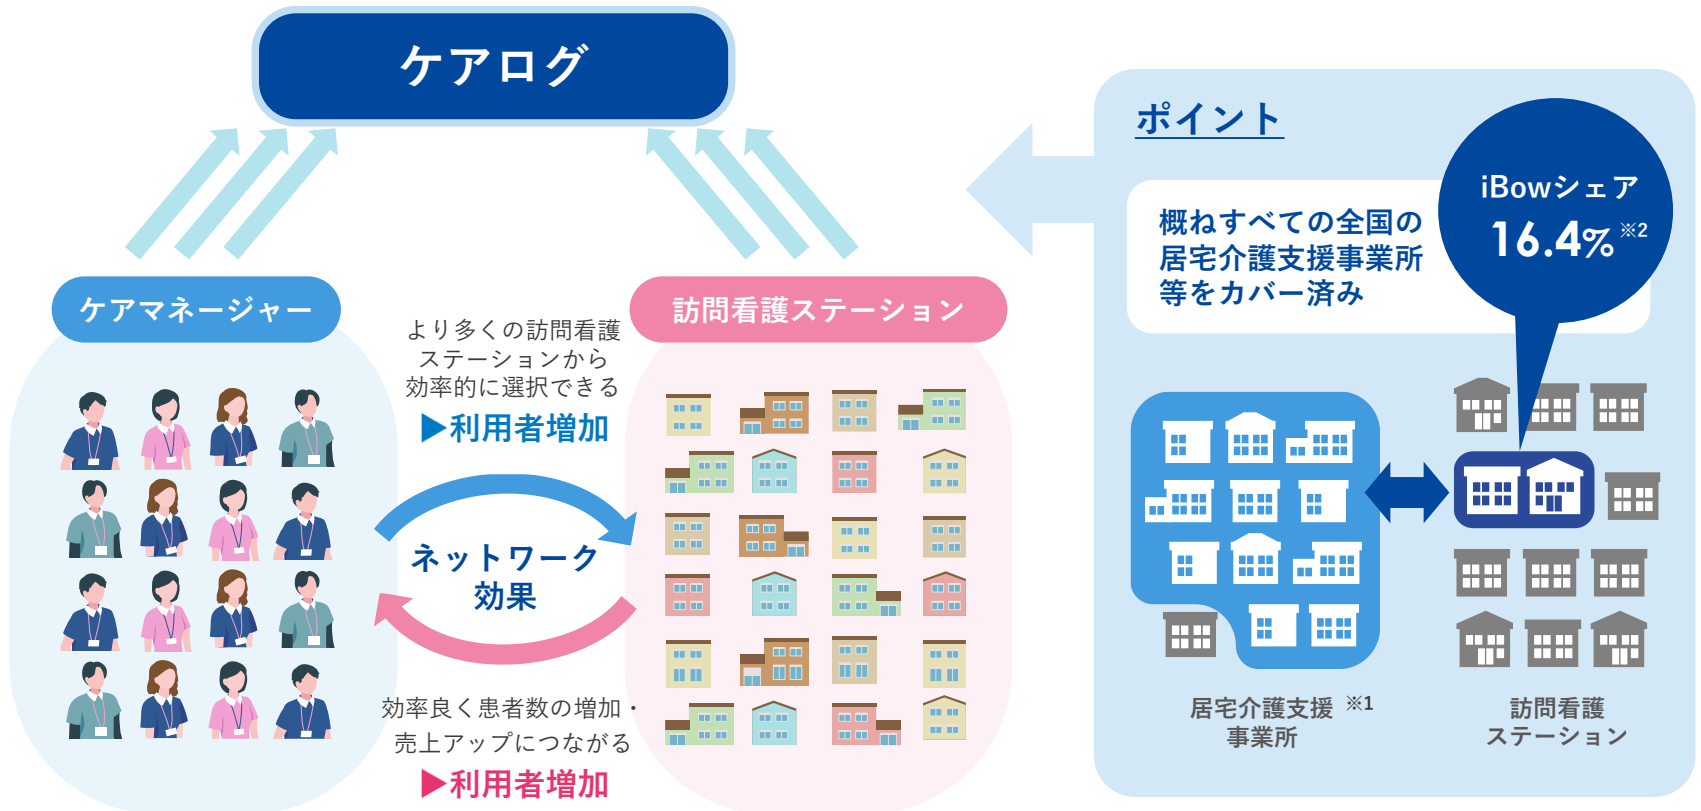 ケアログ
ケアマネージャー
より多くの訪問看護
ステーションから
効率的に選択できる
▶利用者増加
ネットワーク
効果
効率良く患者数の増加・
売上アップにつながる
▶利用者増加
訪問看護ステーション
ポイント
概ねすべての全国の
居宅介護支援事業所
等をカバー済み
iBowシェア
16.4%※2
居宅介護支援 ※1
事業所
訪問看護
ステーション